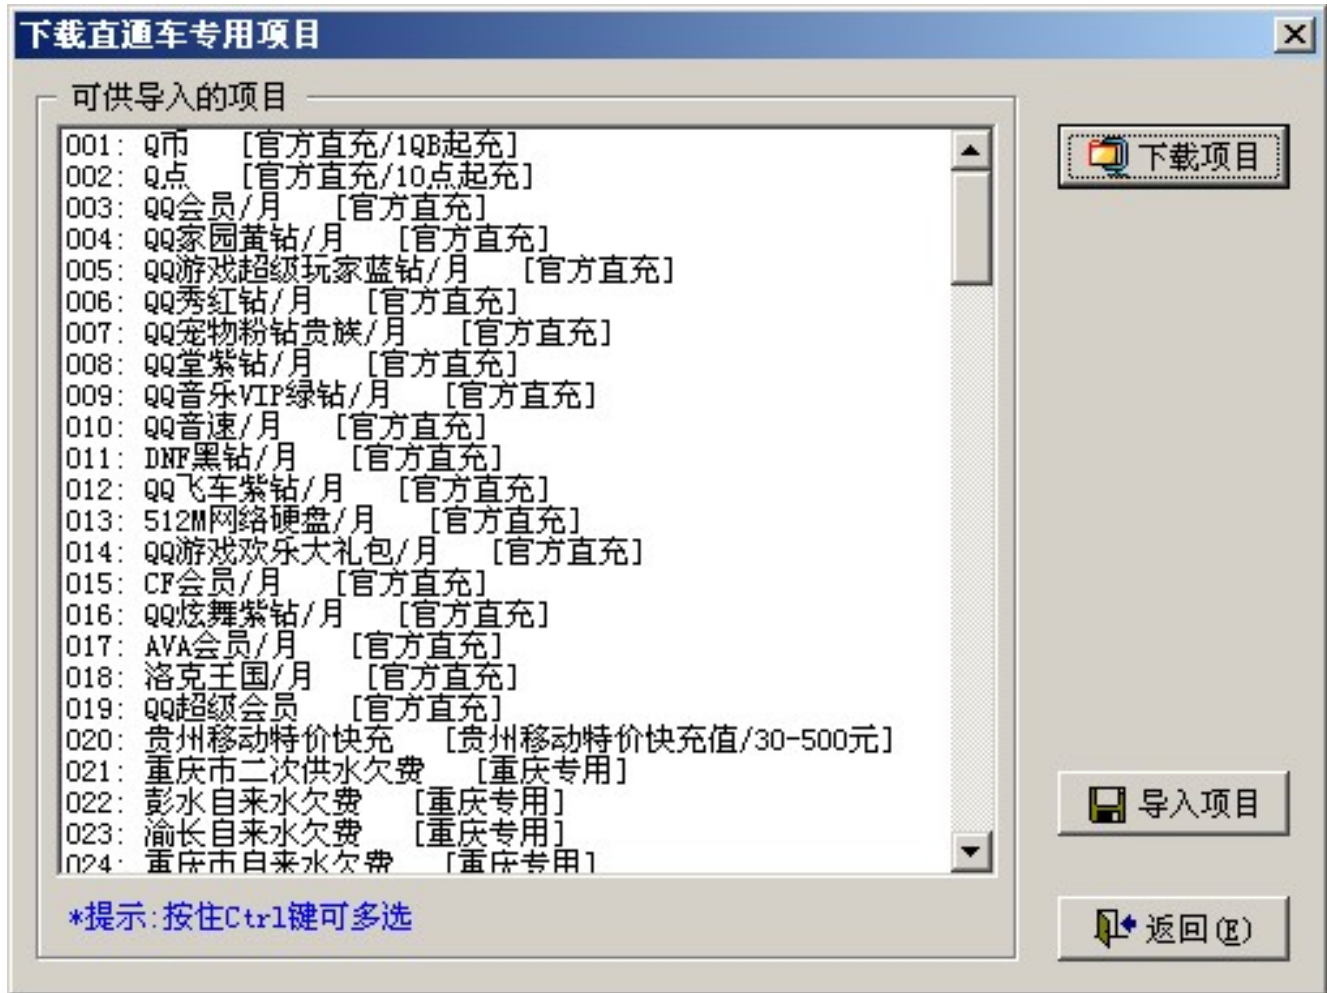 下载直通车专用项目
可供导入的项目
001: Q币 [官方直充/1QB起充]
002: Q点 [官方直充/10点起充]
003: QQ会员/月 [官方直充]
004: QQ家园黄钻/月 [官方直充]
005: QQ游戏超级玩家蓝钻/月 [官方直充]
006: QQ秀红钻/月 [官方直充]
007: QQ宠物粉钻贵族/月 [官方直充]
008: QQ堂紫钻/月 [官方直充]
009: QQ音乐VIP绿钻/月 [官方直充]
010: QQ音速/月 [官方直充]
011: DNF黑钻/月 [官方直充]
012: QQ飞车紫钻/月 [官方直充]
013: 512M网络硬盘/月 [官方直充]
014: QQ游戏欢乐大礼包/月 [官方直充]
015: CF会员/月 [官方直充]
016: QQ炫舞紫钻/月 [官方直充]
017: AVA会员/月 [官方直充]
018: 洛克王国/月 [官方直充]
019: QQ超级会员 [官方直充]
020: 贵州移动特价快充 [贵州移动特价快充值/30-500元]
021: 重庆市二次供水欠费 [重庆专用]
022: 彭水自来水欠费 [重庆专用]
023: 渝长自来水欠费 [重庆专用]
024: 重庆市自来水欠费 [重庆专用]
*提示:按住Ctrl键可多选
下载项目
导入项目
返回(E)